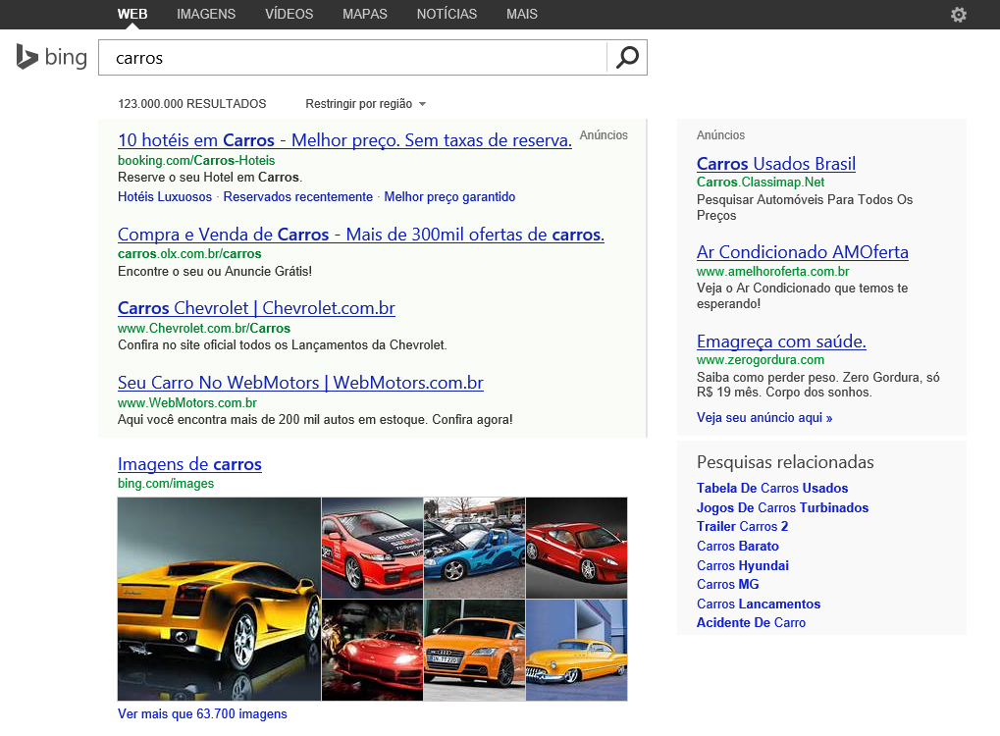 WEB IMAGENS VÍDEOS MAPAS NOTÍCIAS MAIS
bing
carros
123.000.000 RESULTADOS Restringir por região
Anúncios
10 hotéis em Carros - Melhor preço. Sem taxas de reserva.
booking.com/Carros-Hoteis
Reserve o seu Hotel em Carros.
Hotéis Luxuosos · Reservados recentemente · Melhor preço garantido
Compra e Venda de Carros - Mais de 300mil ofertas de carros.
carros.olx.com.br/carros
Encontre o seu ou Anuncie Grátis!
Carros Chevrolet | Chevrolet.com.br
www.Chevrolet.com.br/Carros
Confira no site oficial todos os Lançamentos da Chevrolet.
Seu Carro No WebMotors | WebMotors.com.br
www.WebMotors.com.br
Aqui você encontra mais de 200 mil autos em estoque. Confira agora!
Imagens de carros
bing.com/images
Ver mais que 63.700 imagens
Anúncios
Carros Usados Brasil
Carros.Classimap.Net
Pesquisar Automóveis Para Todos Os
Preços
Ar Condicionado AMOferta
www.amelhoroferta.com.br
Veja o Ar Condicionado que temos te
esperando!
Emagreça com saúde.
www.zerogordura.com
Saiba como perder peso. Zero Gordura, só
R$ 19 mês. Corpo dos sonhos.
Veja seu anúncio aqui »
Pesquisas relacionadas
Tabela De Carros Usados
Jogos De Carros Turbinados
Trailer Carros 2
Carros Barato
Carros Hyundai
Carros MG
Carros Lancamentos
Acidente De Carro